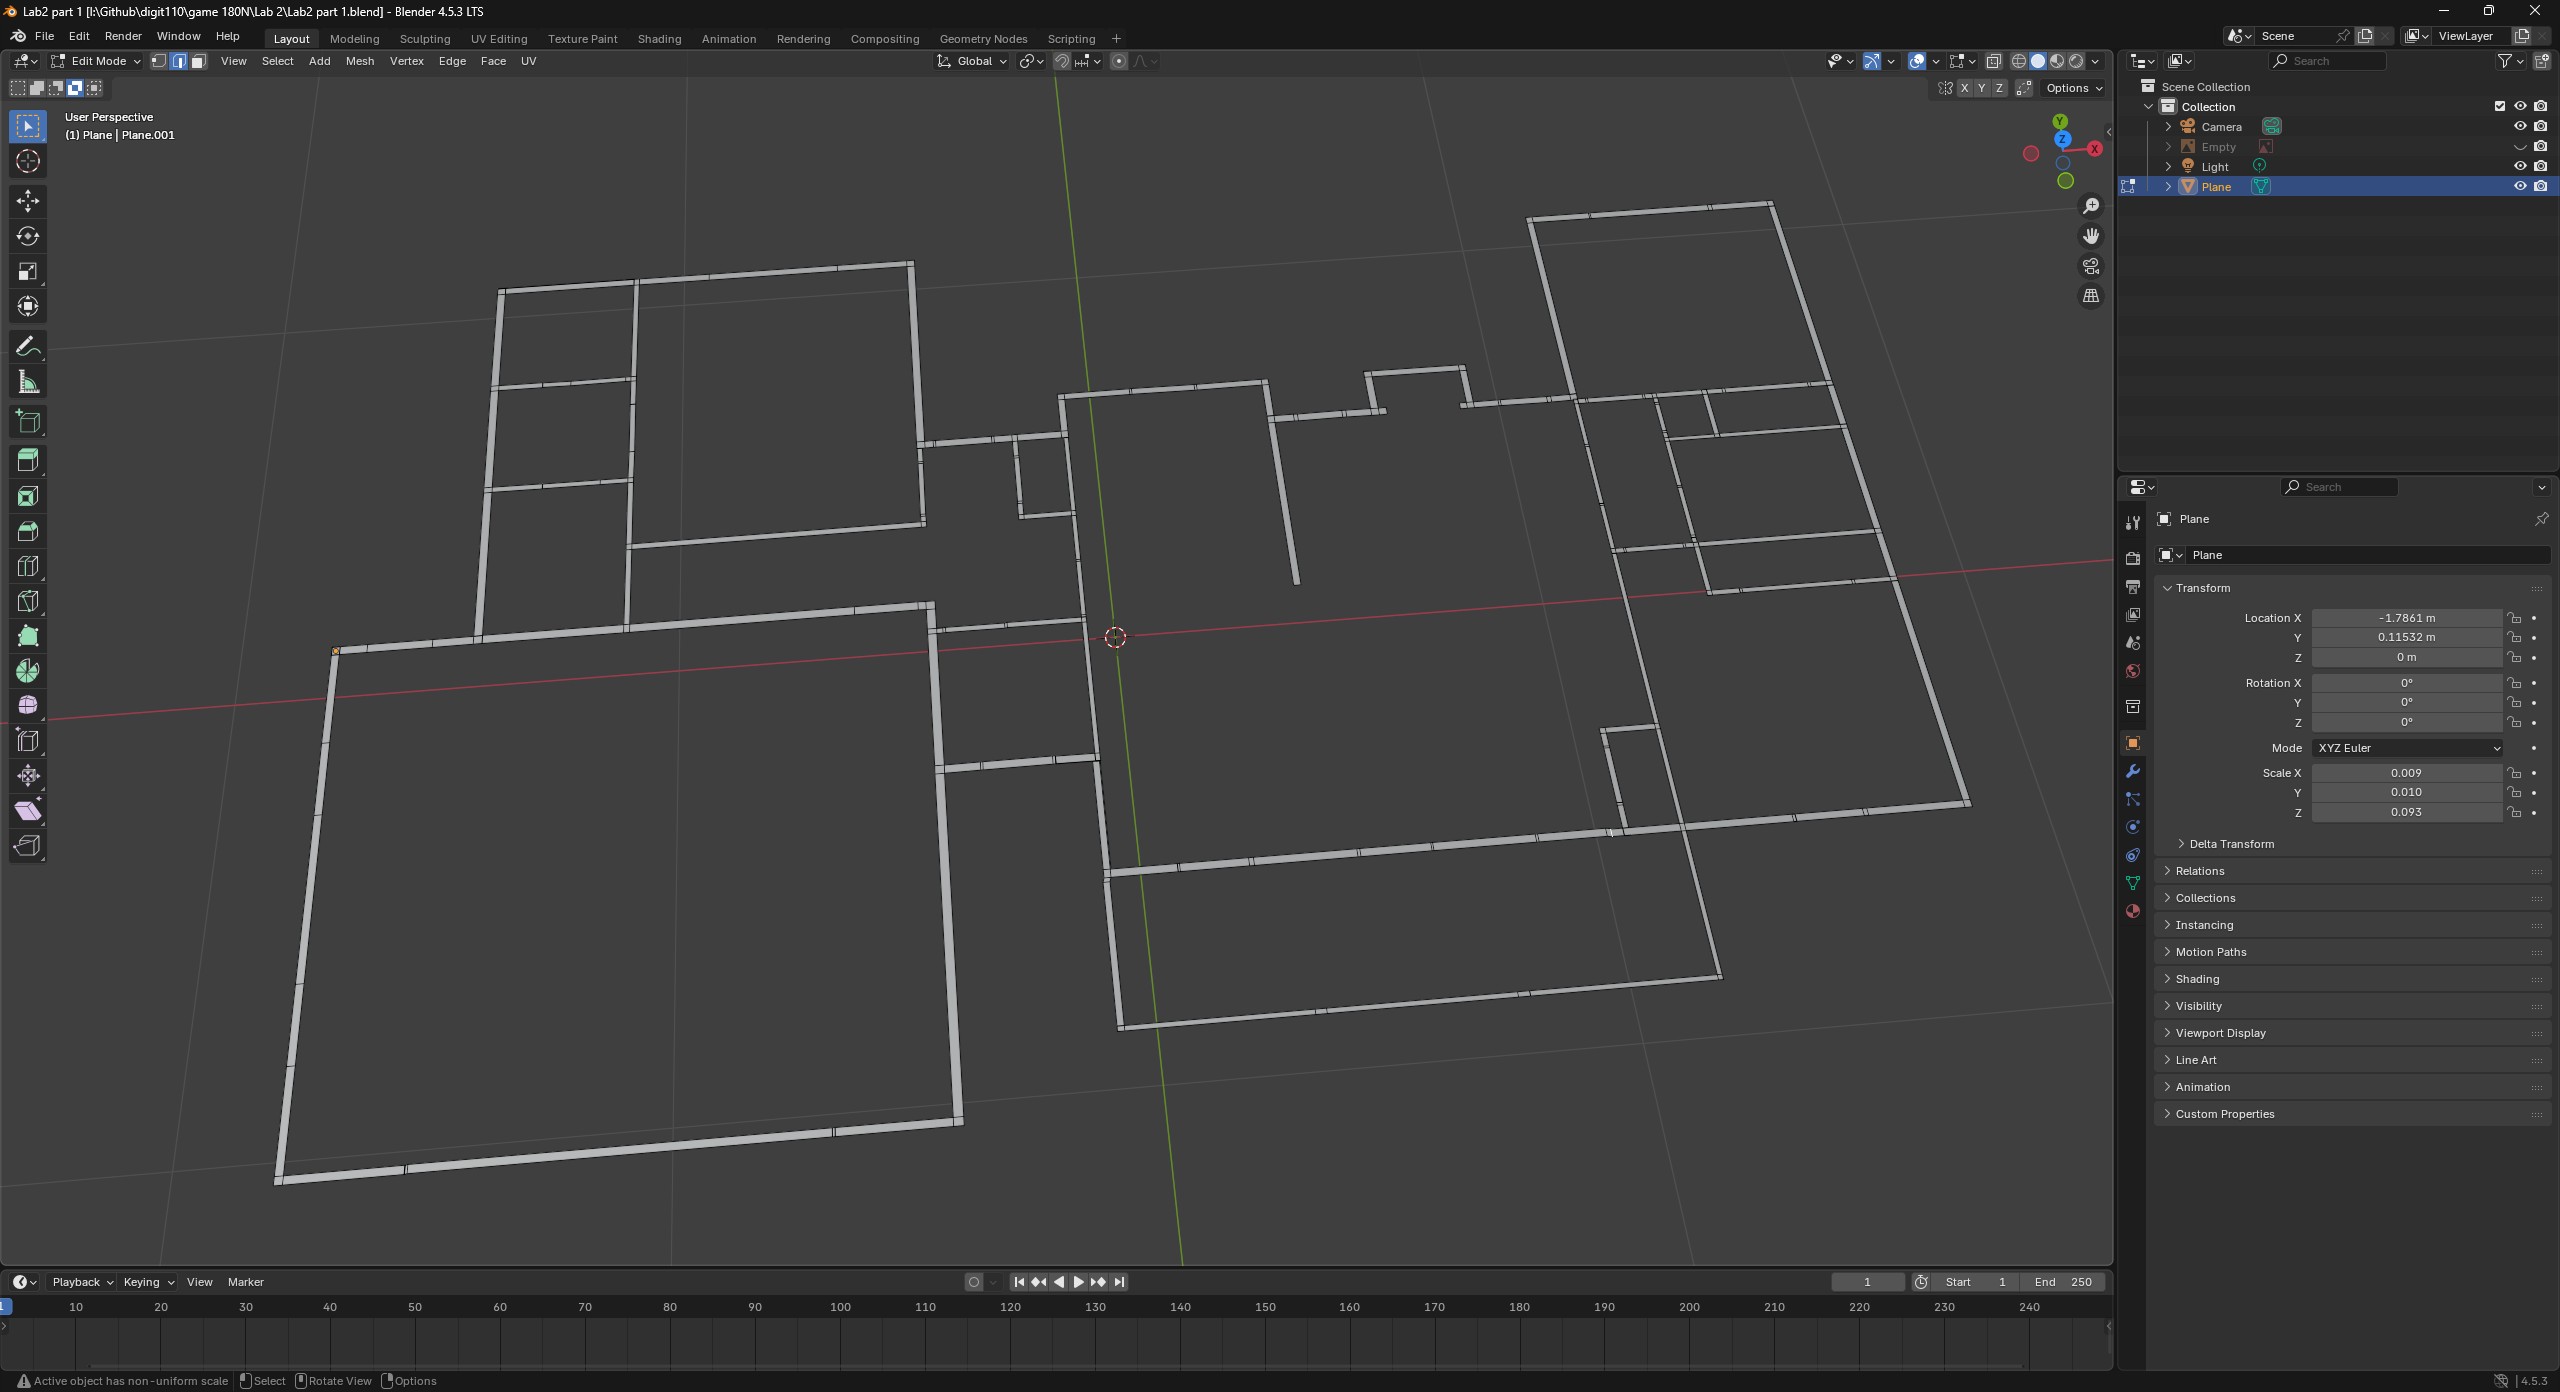 Lab2 part 1 [I:\Github\digit110\game 180N\Lab 2\Lab2 part 1.blend] - Blender 4.5.3 LTS
File Edit Render Window Help Layout Modeling Sculpting UV Editing Texture Paint Shading Animation Rendering Compositing Geometry Nodes Scripting + Scene ViewLayer
Edit Mode View Select Add Mesh Vertex Edge Face UV Global Search
X Y Z Options
User Perspective
(1) Plane | Plane.001
Y
Z
X
Scene Collection
Collection
Camera
Empty
Light
Plane
Search
Plane
Plane
Transform
Location X -1.7861 m
Y 0.11532 m
Z 0 m
Rotation X 0°
Y 0°
Z 0°
Mode XYZ Euler
Scale X 0.009
Y 0.010
Z 0.093
Delta Transform
Relations
Collections
Instancing
Motion Paths
Shading
Visibility
Viewport Display
Line Art
Animation
Custom Properties
Playback Keying View Marker 1 Start 1 End 250
1 10 20 30 40 50 60 70 80 90 100 110 120 130 140 150 160 170 180 190 200 210 220 230 240
Active object has non-uniform scale Select Rotate View Options 4.5.3